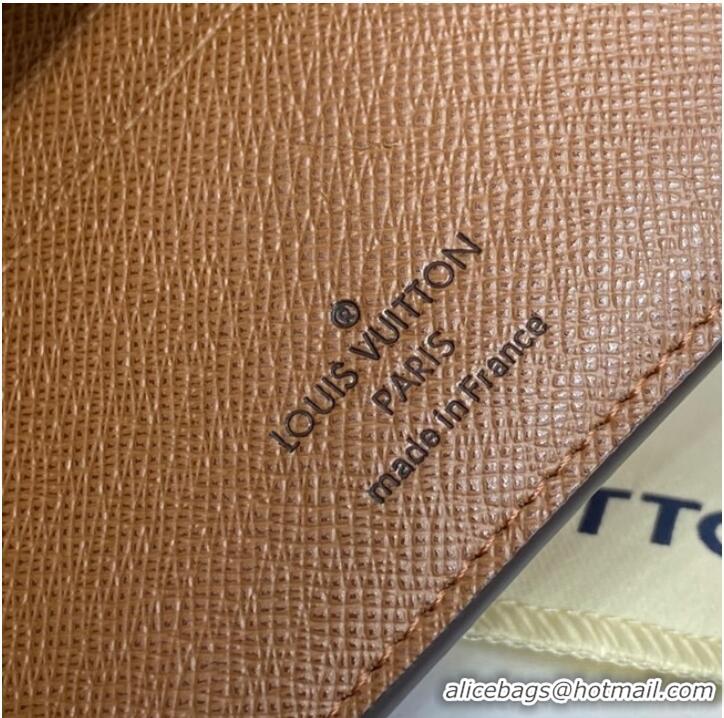 ®
LOUIS VUITTON
PARIS
made in France
TTO
alicebags@hotmail.com